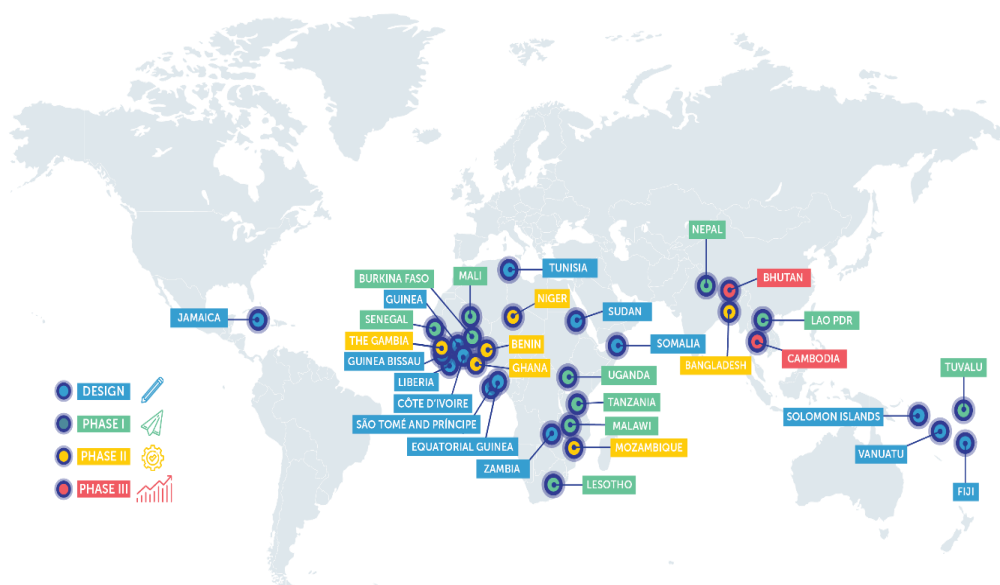 NEPAL
TUNISIA
BHUTAN
BURKINA FASO
MALI
GUINEA
NIGER
SUDAN
JAMAICA
SENEGAL
LAO PDR
THE GAMBIA
BENIN
SOMALIA
GUINEA BISSAU
GHANA
BANGLADESH
CAMBODIA
TUVALU
LIBERIA
UGANDA
DESIGN
CÔTE D'IVOIRE
TANZANIA
SOLOMON ISLANDS
PHASE I
SÃO TOMÉ AND PRÍNCIPE
MALAWI
EQUATORIAL GUINEA
MOZAMBIQUE
VANUATU
PHASE II
ZAMBIA
LESOTHO
PHASE III
FIJI